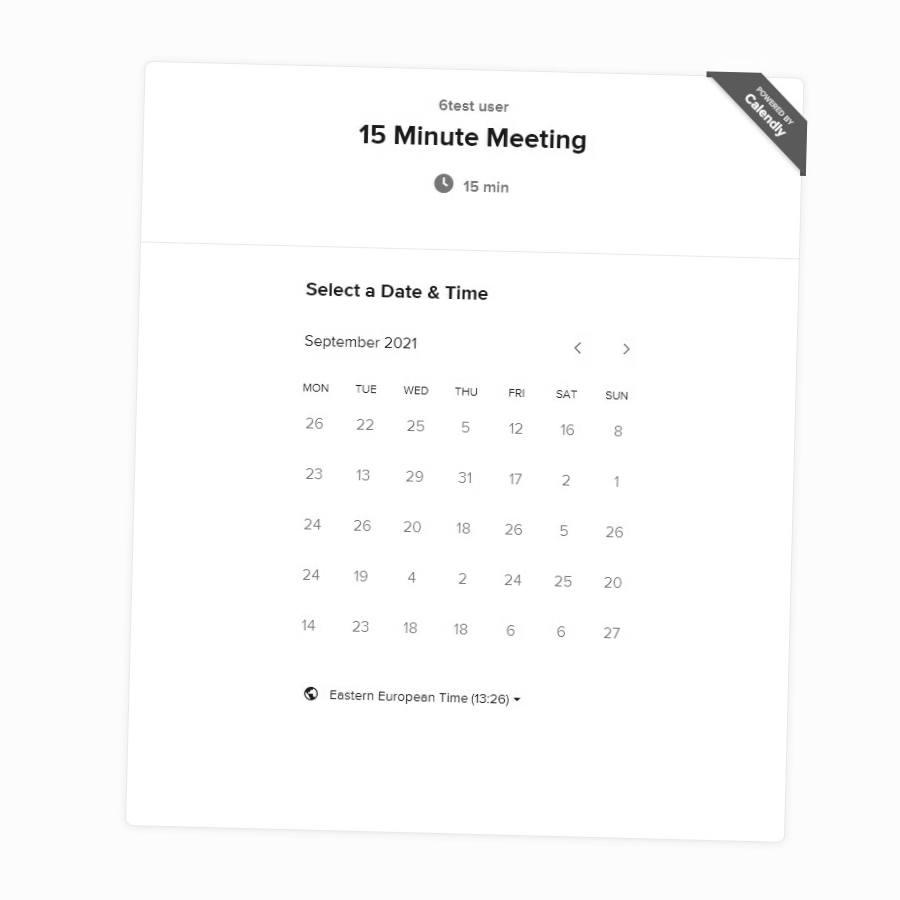 POWERED BY
Calendly
6test user
15 Minute Meeting
15 min
Select a Date & Time
September 2021
MON TUE WED THU FRI SAT SUN
26 22 25 5 12 16 8
23 13 29 31 17 2 1
24 26 20 18 26 5 26
24 19 4 2 24 25 20
14 23 18 18 6 6 27
Eastern European Time (13:26)